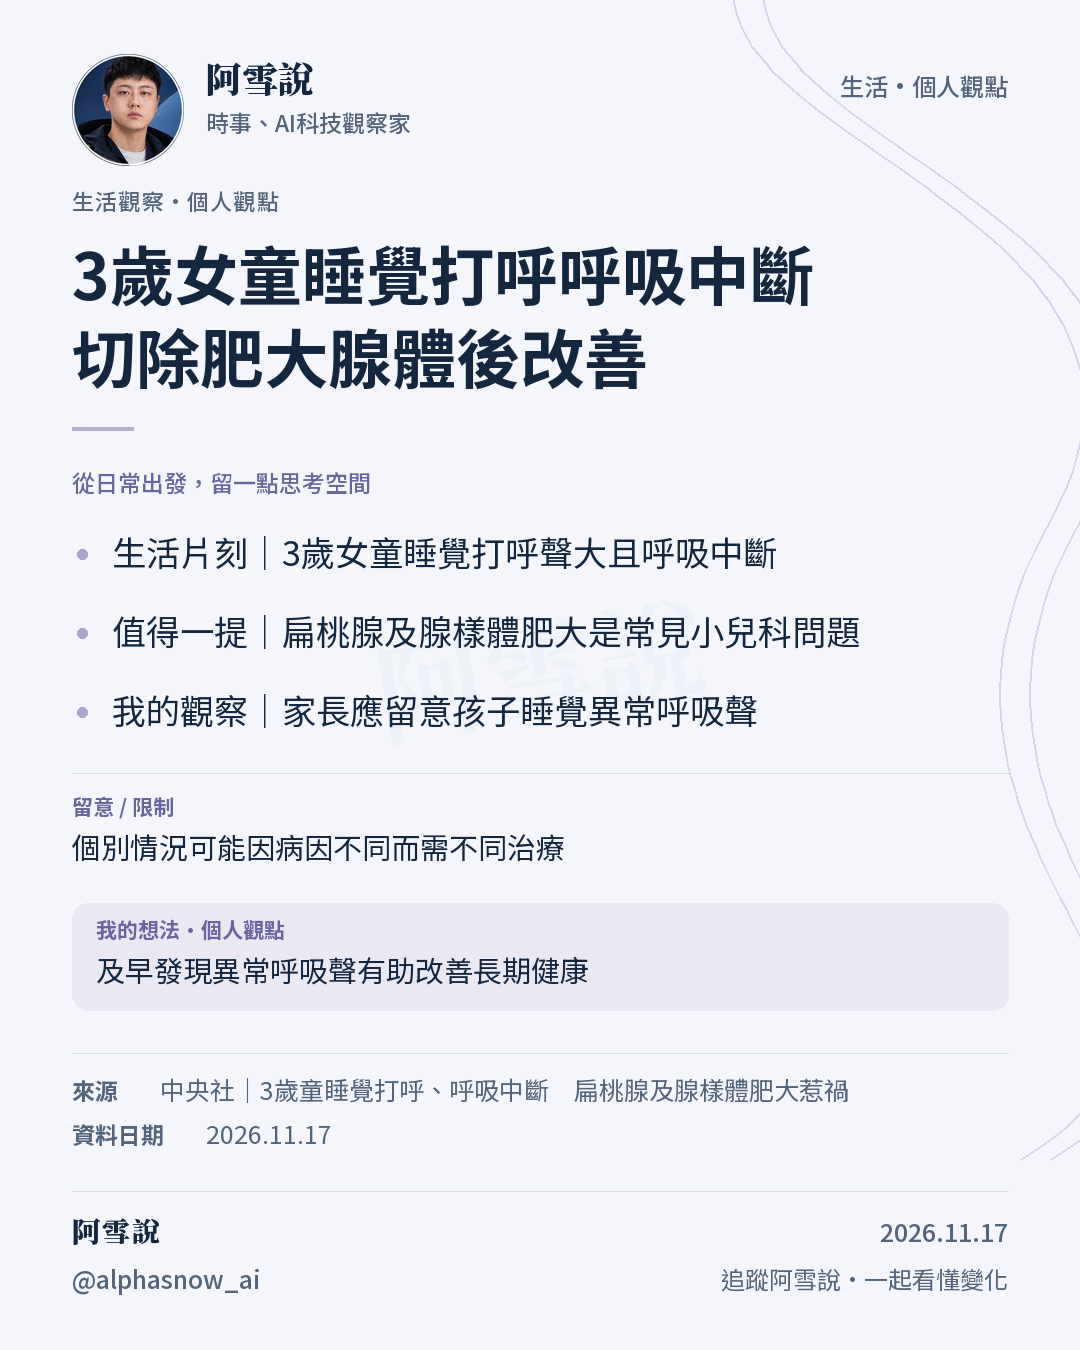 阿雪說
時事、AI科技觀察家
生活・個人觀點
生活觀察・個人觀點
3歲女童睡覺打呼呼吸中斷
切除肥大腺體後改善
從日常出發，留一點思考空間
生活片刻｜3歲女童睡覺打呼聲大且呼吸中斷
值得一提｜扁桃腺及腺樣體肥大是常見小兒科問題
我的觀察｜家長應留意孩子睡覺異常呼吸聲
阿雪說
留意 / 限制
個別情況可能因病因不同而需不同治療
我的想法・個人觀點
及早發現異常呼吸聲有助改善長期健康
來源 中央社｜3歲童睡覺打呼、呼吸中斷　扁桃腺及腺樣體肥大惹禍
資料日期 2026.11.17
阿雪說
2026.11.17
@alphasnow_ai
追蹤阿雪說・一起看懂變化